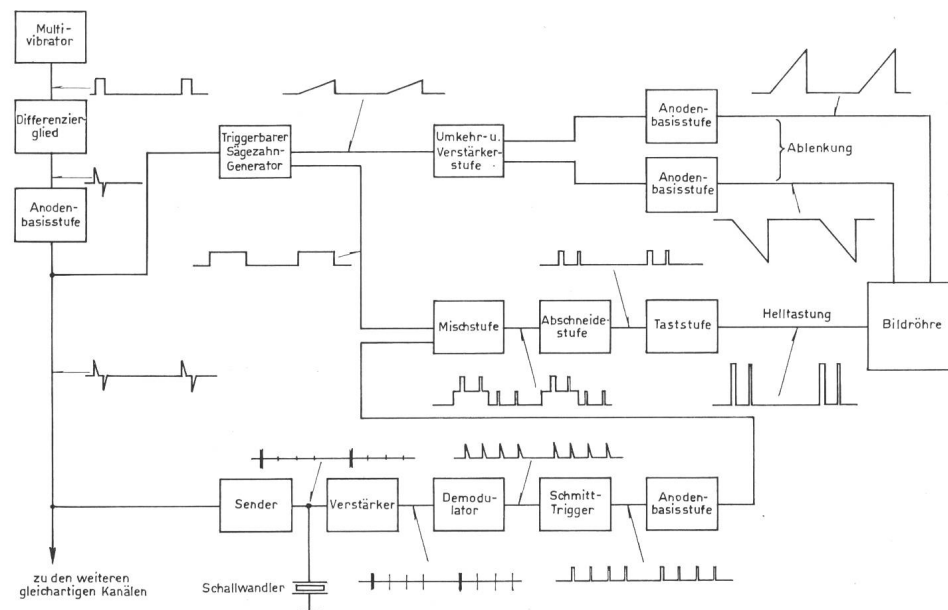 Multi-
vibrator
Differenzier-
glied
Anoden-
basisstufe
Triggerbarer
Sägezahn-
Generator
Umkehr- u.
Verstärker-
stufe
Anoden-
basisstufe
Anoden-
basisstufe
Ablenkung
Mischstufe
Abschneide-
stufe
Taststufe
Helltastung
Bildröhre
Sender
Verstärker
Demodu-
lator
Schmitt-
Trigger
Anoden-
basisstufe
Schallwandler
zu den weiteren
gleichartigen Kanälen